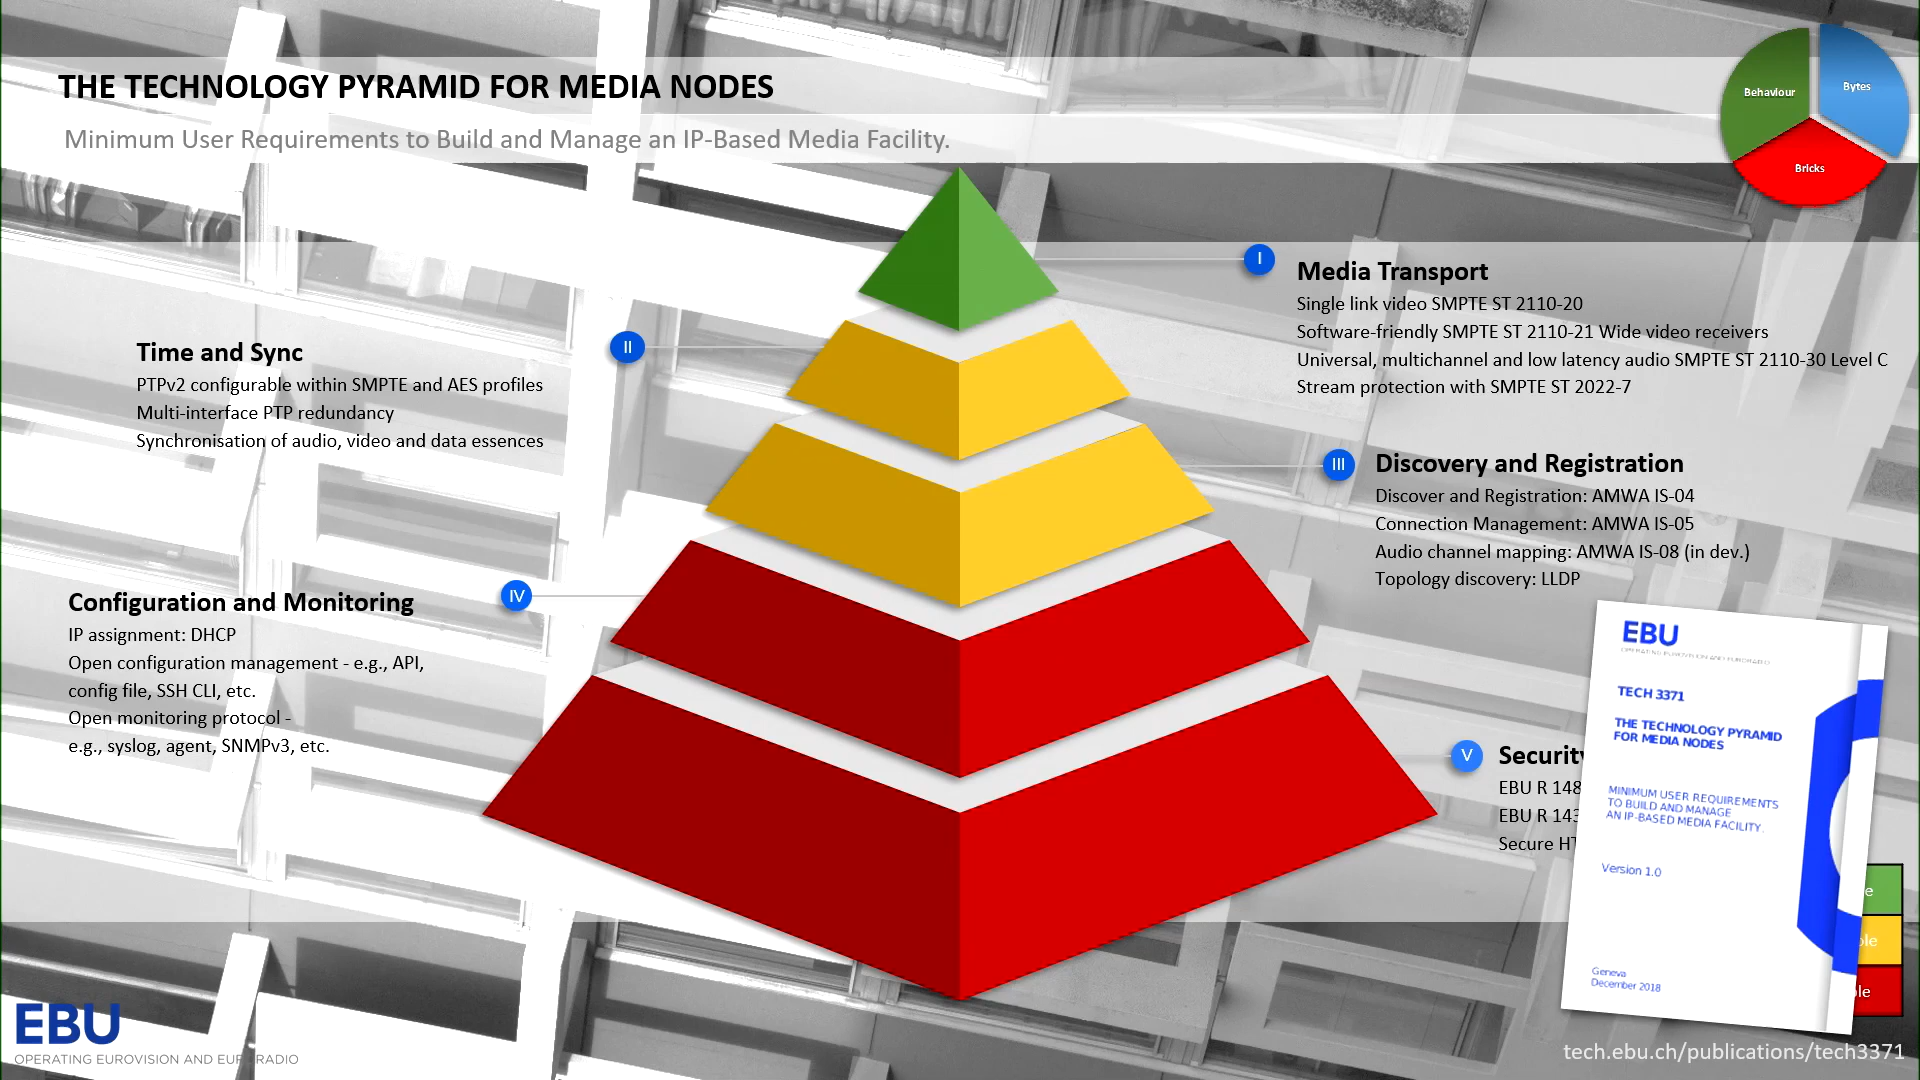 THE TECHNOLOGY PYRAMID FOR MEDIA NODES
Minimum User Requirements to Build and Manage an IP-Based Media Facility.
Behaviour
Bytes
Bricks
I
Media Transport
Single link video SMPTE ST 2110-20
Software-friendly SMPTE ST 2110-21 Wide video receivers
Universal, multichannel and low latency audio SMPTE ST 2110-30 Level C
Stream protection with SMPTE ST 2022-7
II
Time and Sync
PTPv2 configurable within SMPTE and AES profiles
Multi-interface PTP redundancy
Synchronisation of audio, video and data essences
III
Discovery and Registration
Discover and Registration: AMWA IS-04
Connection Management: AMWA IS-05
Audio channel mapping: AMWA IS-08 (in dev.)
Topology discovery: LLDP
IV
Configuration and Monitoring
IP assignment: DHCP
Open configuration management - e.g., API,
config file, SSH CLI, etc.
Open monitoring protocol -
e.g., syslog, agent, SNMPv3, etc.
V
Security
EBU R 148
EBU R 143
Secure
EBU
OPERATING EUROVISION AND EURORADIO
TECH 3371
THE TECHNOLOGY PYRAMID
FOR MEDIA NODES
MINIMUM USER REQUIREMENTS
TO BUILD AND MANAGE
AN IP-BASED MEDIA FACILITY.
Version 1.0
Geneva
December 2018
EBU
OPERATING EUROVISION AND EURORADIO
tech.ebu.ch/publications/tech3371